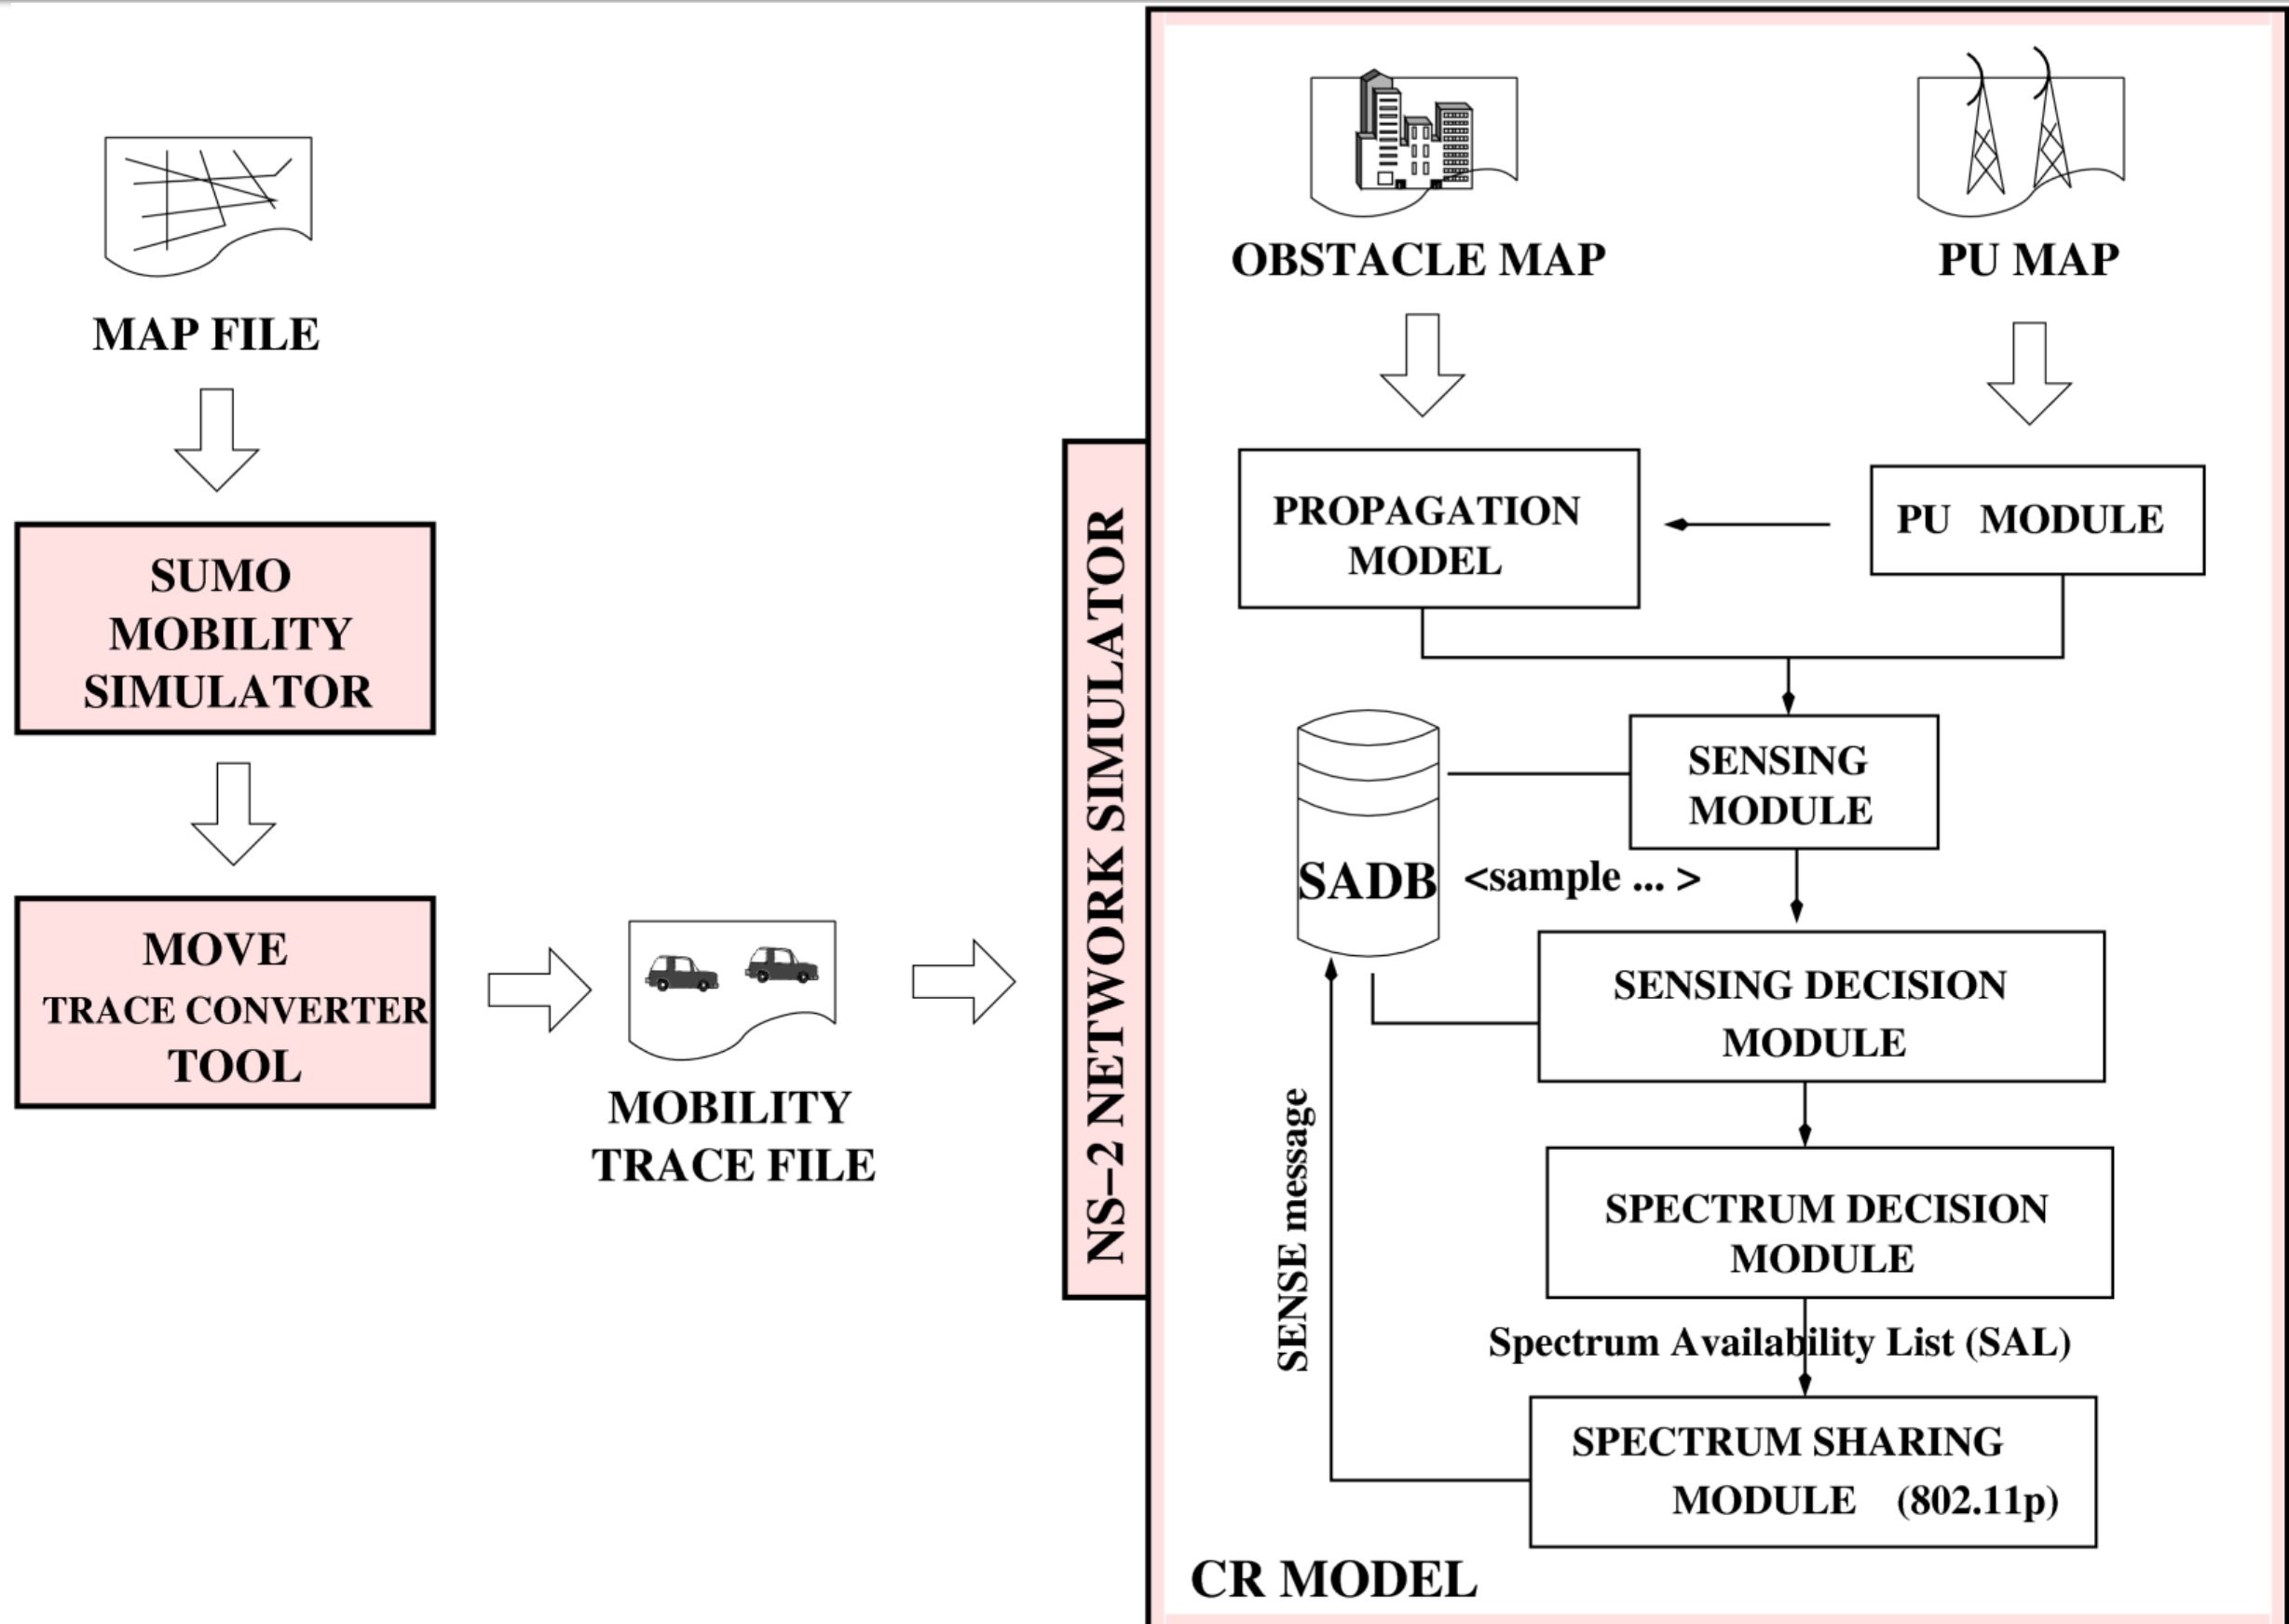 MAP FILE
SUMO
MOBILITY
SIMULATOR
MOVE
TRACE CONVERTER
TOOL
MOBILITY
TRACE FILE
NS–2 NETWORK SIMULATOR
OBSTACLE MAP
PU MAP
PROPAGATION
MODEL
PU MODULE
SENSING
MODULE
SADB
<sample ... >
SENSING DECISION
MODULE
SENSE message
SPECTRUM DECISION
MODULE
Spectrum Availability List (SAL)
SPECTRUM SHARING
MODULE (802.11p)
CR MODEL